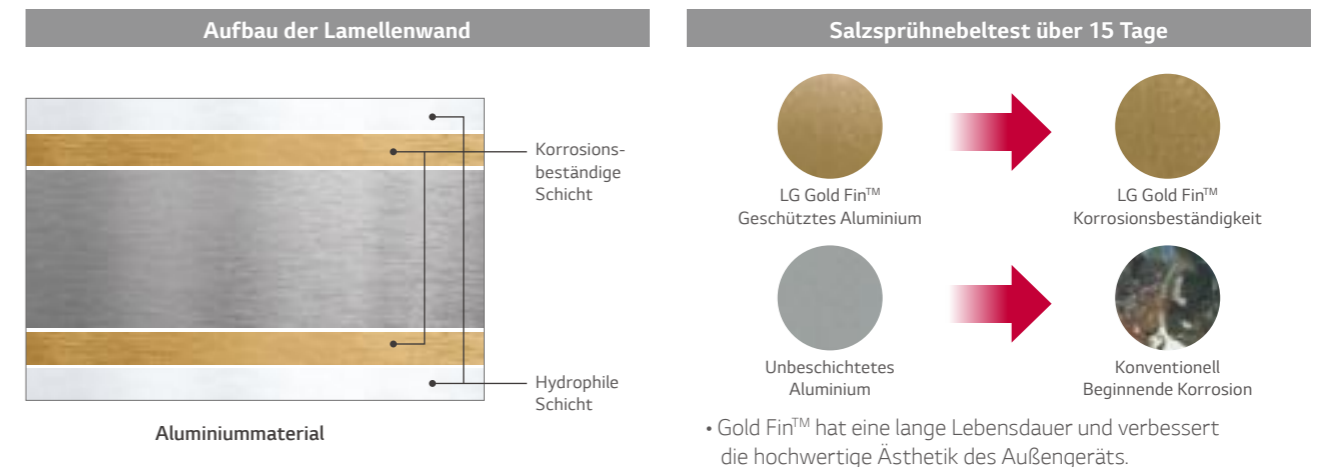 Aufbau der Lamellenwand
Korrosions-
beständige
Schicht
Hydrophile
Schicht
Aluminiummaterial
Salzsprühnebeltest über 15 Tage
LG Gold Fin™
Geschütztes Aluminium
LG Gold Fin™
Korrosionsbeständigkeit
Unbeschichtetes
Aluminium
Konventionell
Beginnende Korrosion
• Gold Fin™ hat eine lange Lebensdauer und verbessert
die hochwertige Ästhetik des Außengeräts.